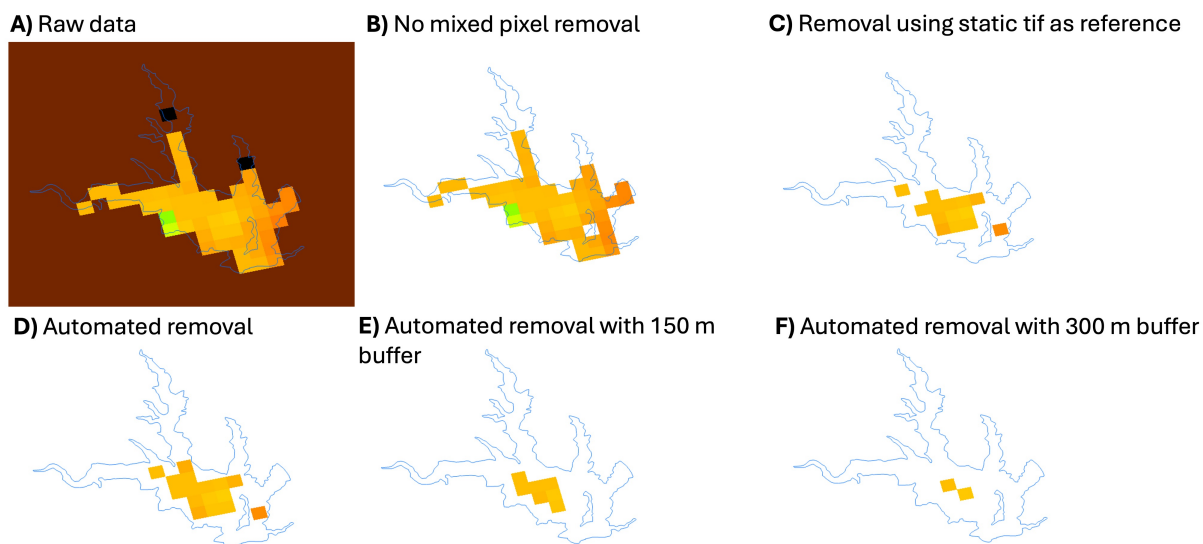 A) Raw data
B) No mixed pixel removal
C) Removal using static tif as reference
D) Automated removal
E) Automated removal with 150 m
buffer
F) Automated removal with 300 m buffer